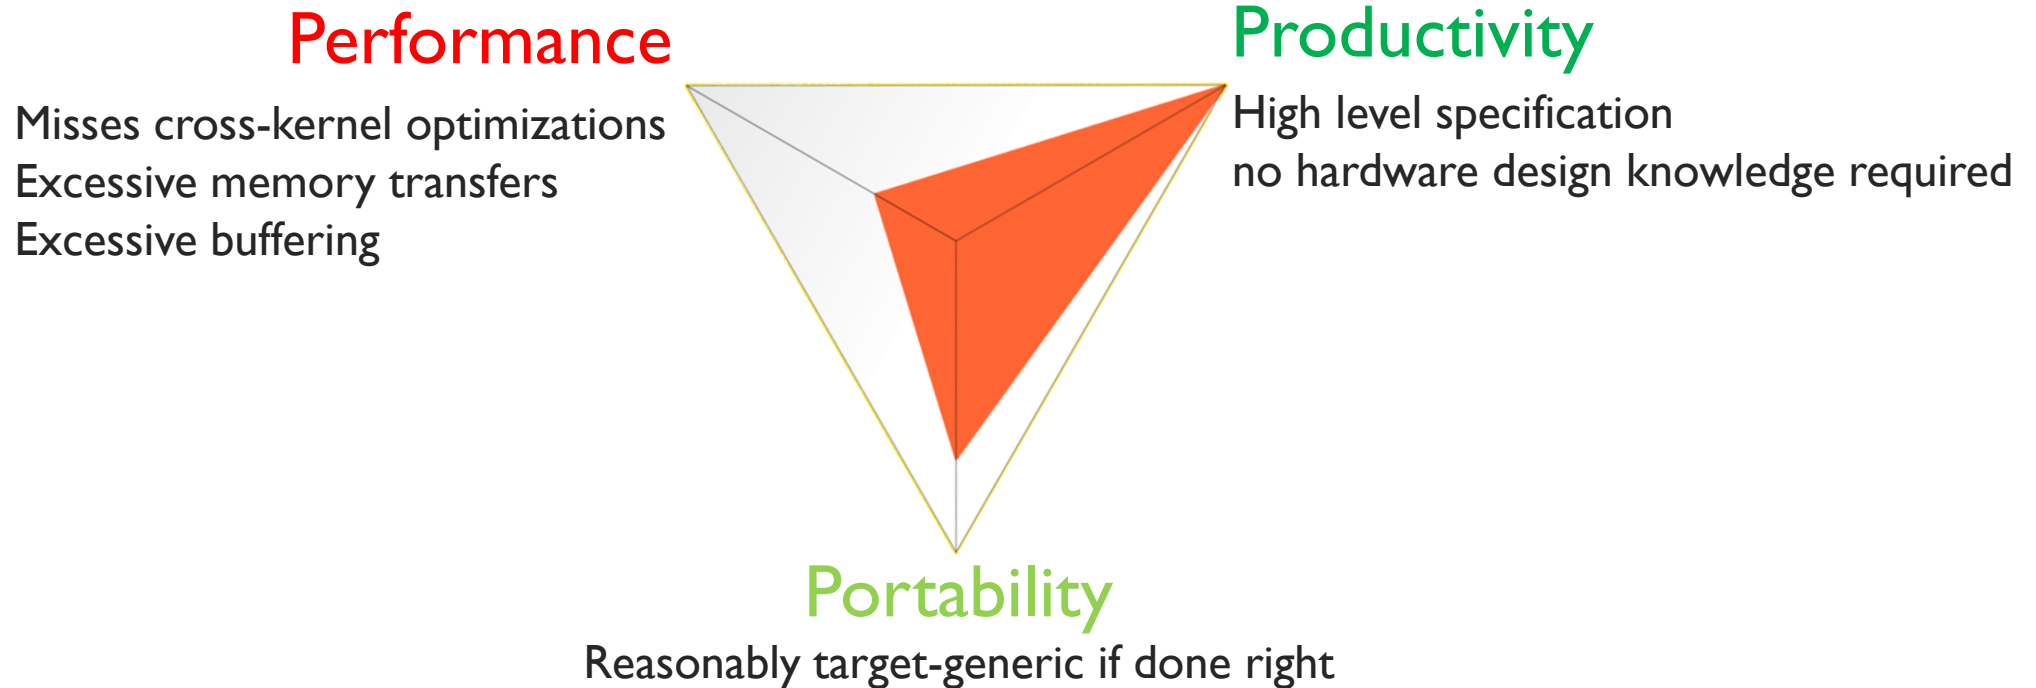 Performance
Misses cross-kernel optimizations
Excessive memory transfers
Excessive buffering
Productivity
High level specification
no hardware design knowledge required
Portability
Reasonably target-generic if done right